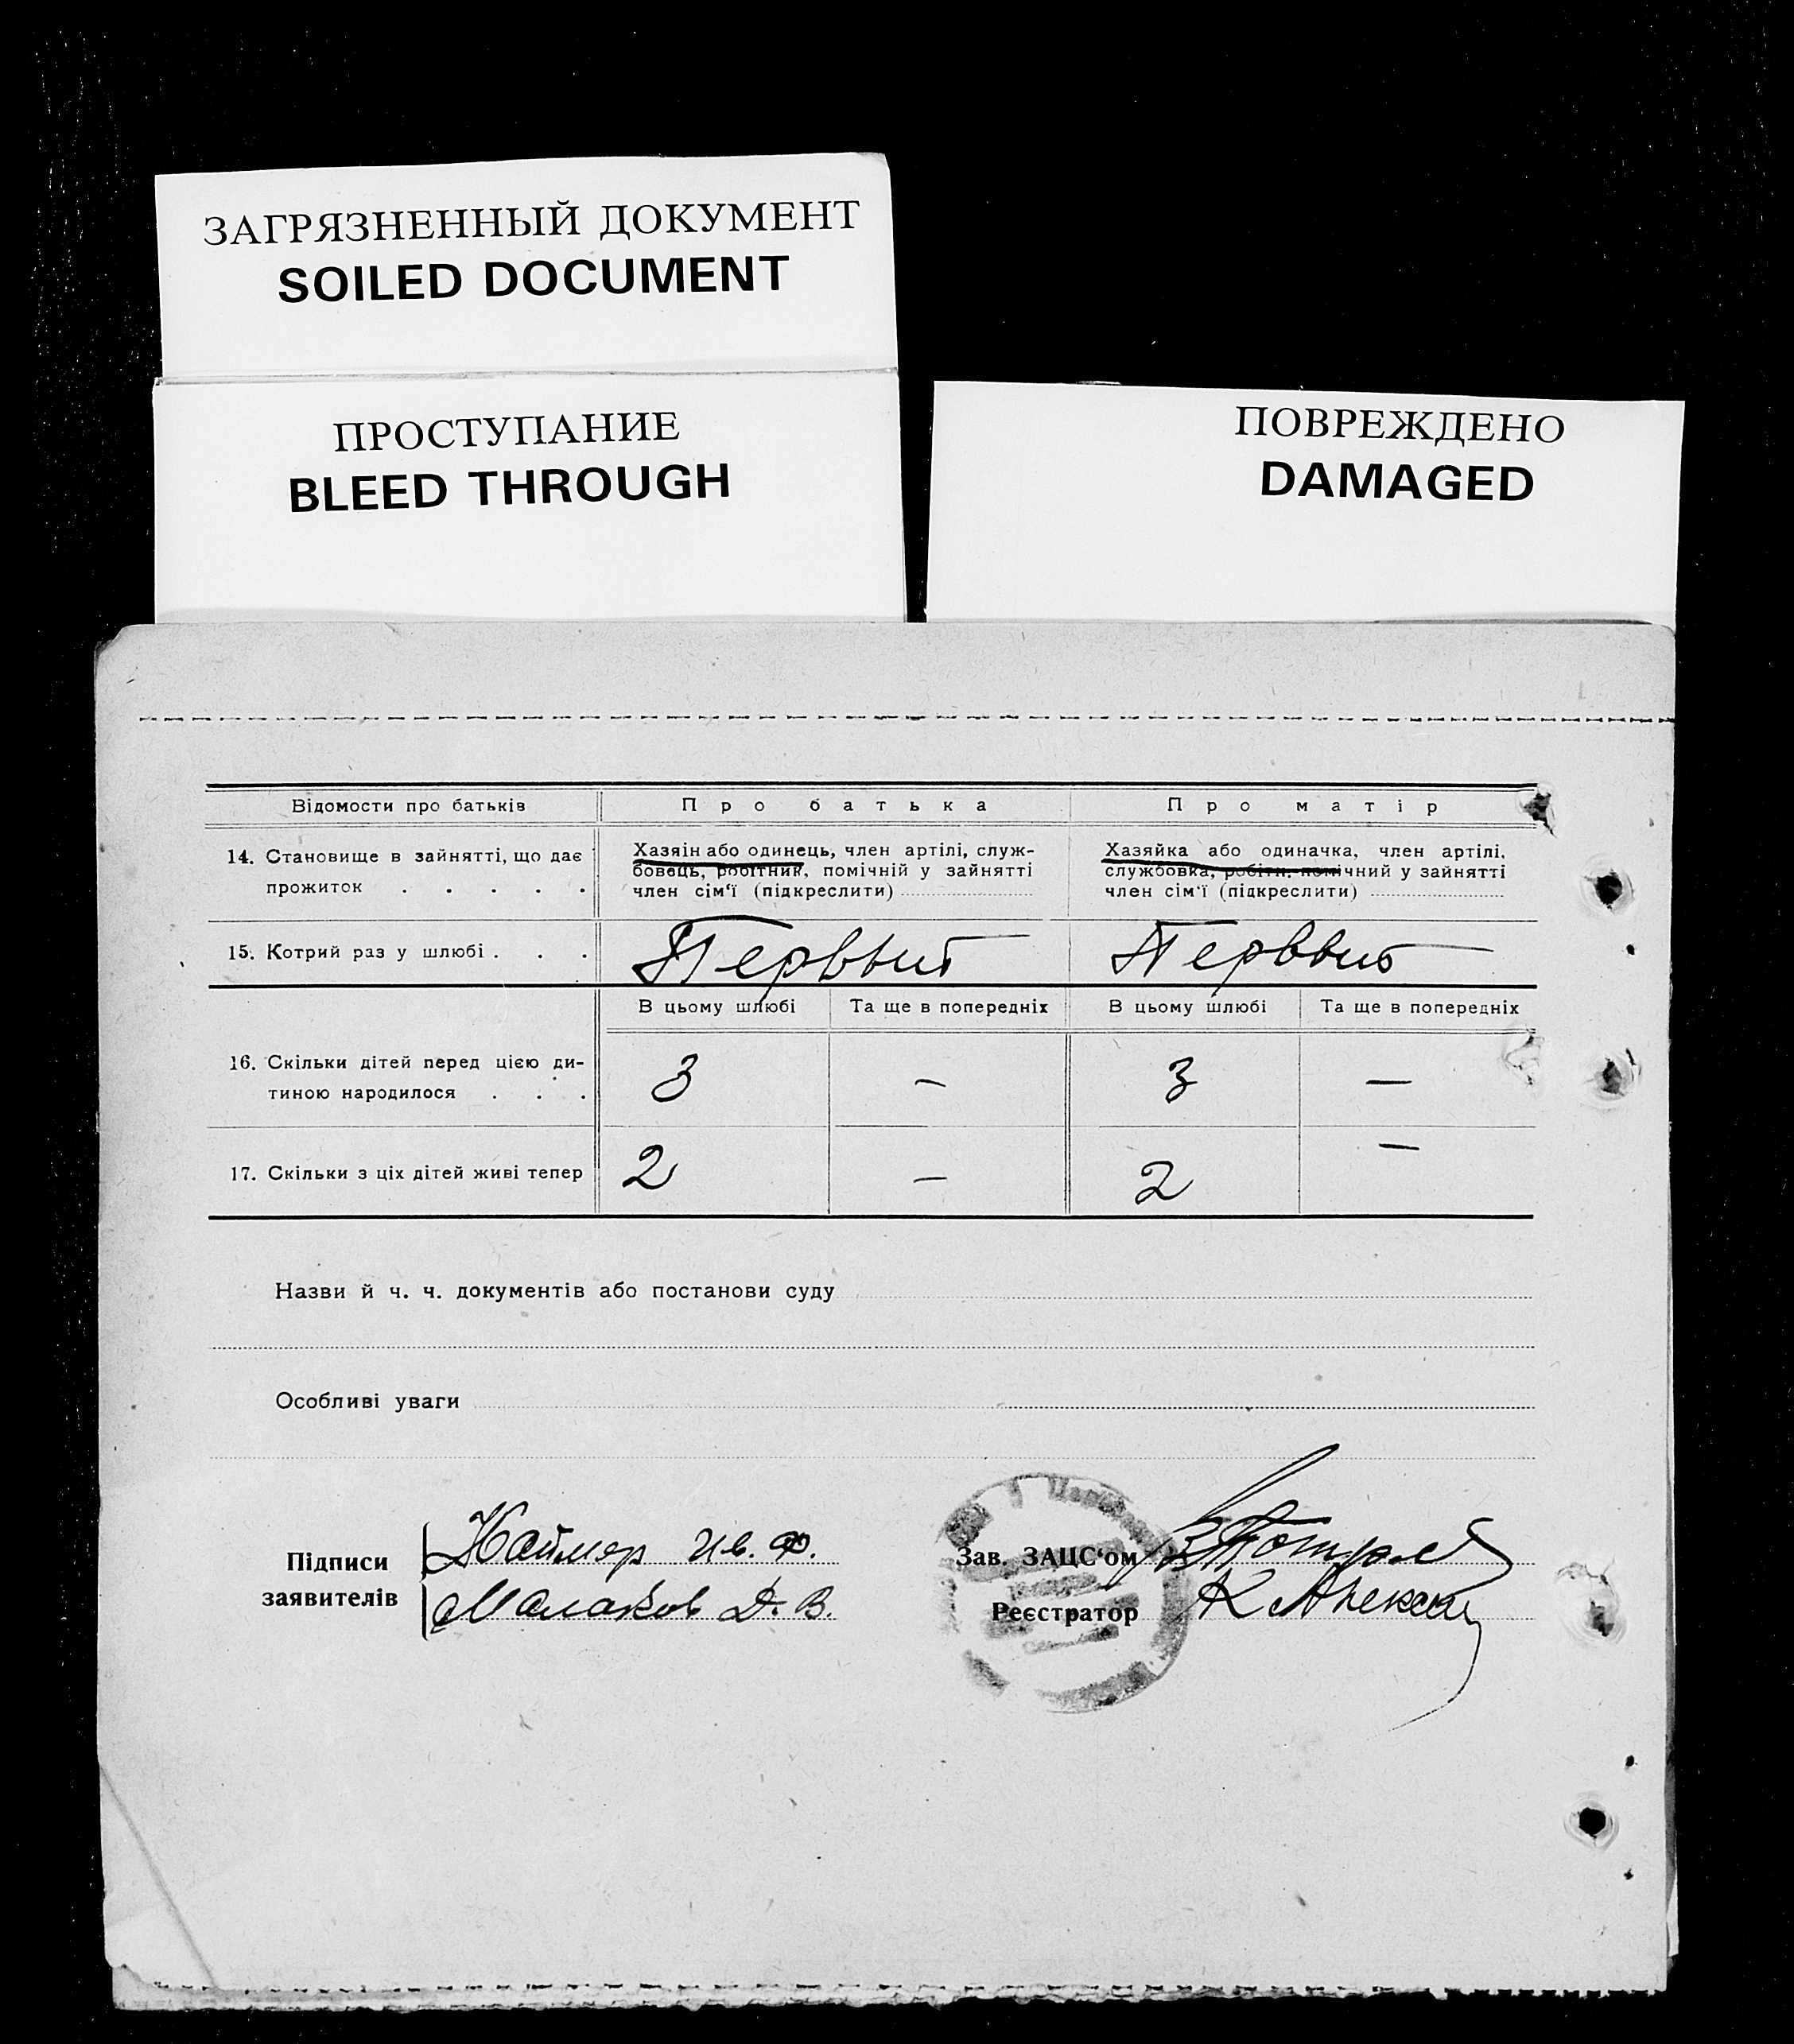 ЗАГРЯЗНЕННЫЙ ДОКУМЕНТ
SOILED DOCUMENT
ПРОСТУПАНИЕ
BLEED THROUGH
ПОВРЕЖДЕНО
DAMAGED
Відомости про батьків Про батька Про матір
14. Становище в зайнятті, що дає
прожиток . . . . .
Хазяін або одинець, член артілі, служ-
бовець, робітник, помічній у зайнятті
член сім'ї (підкреслити)
Хазяйка або одиначка, член артілі,
службовка, робітн. помічний у зайнятті
член сім'ї (підкреслити)
15. Котрий раз у шлюбі . . . Первый Первый
В цьому шлюбі Та ще в попередніх В цьому шлюбі Та ще в попередніх
16. Скільки дітей перед цією ди-
тиною народилося . . . 3 — 3 —
17. Скільки з ціх дітей живі тепер 2 — 2 —
Назви й ч. ч. документів або постанови суду
Особливі уваги
Підписи
заявителів
Наймер Ив. Ф.
Малаков Д. В.
Зав. ЗАЦС'ом
Реєстратор К